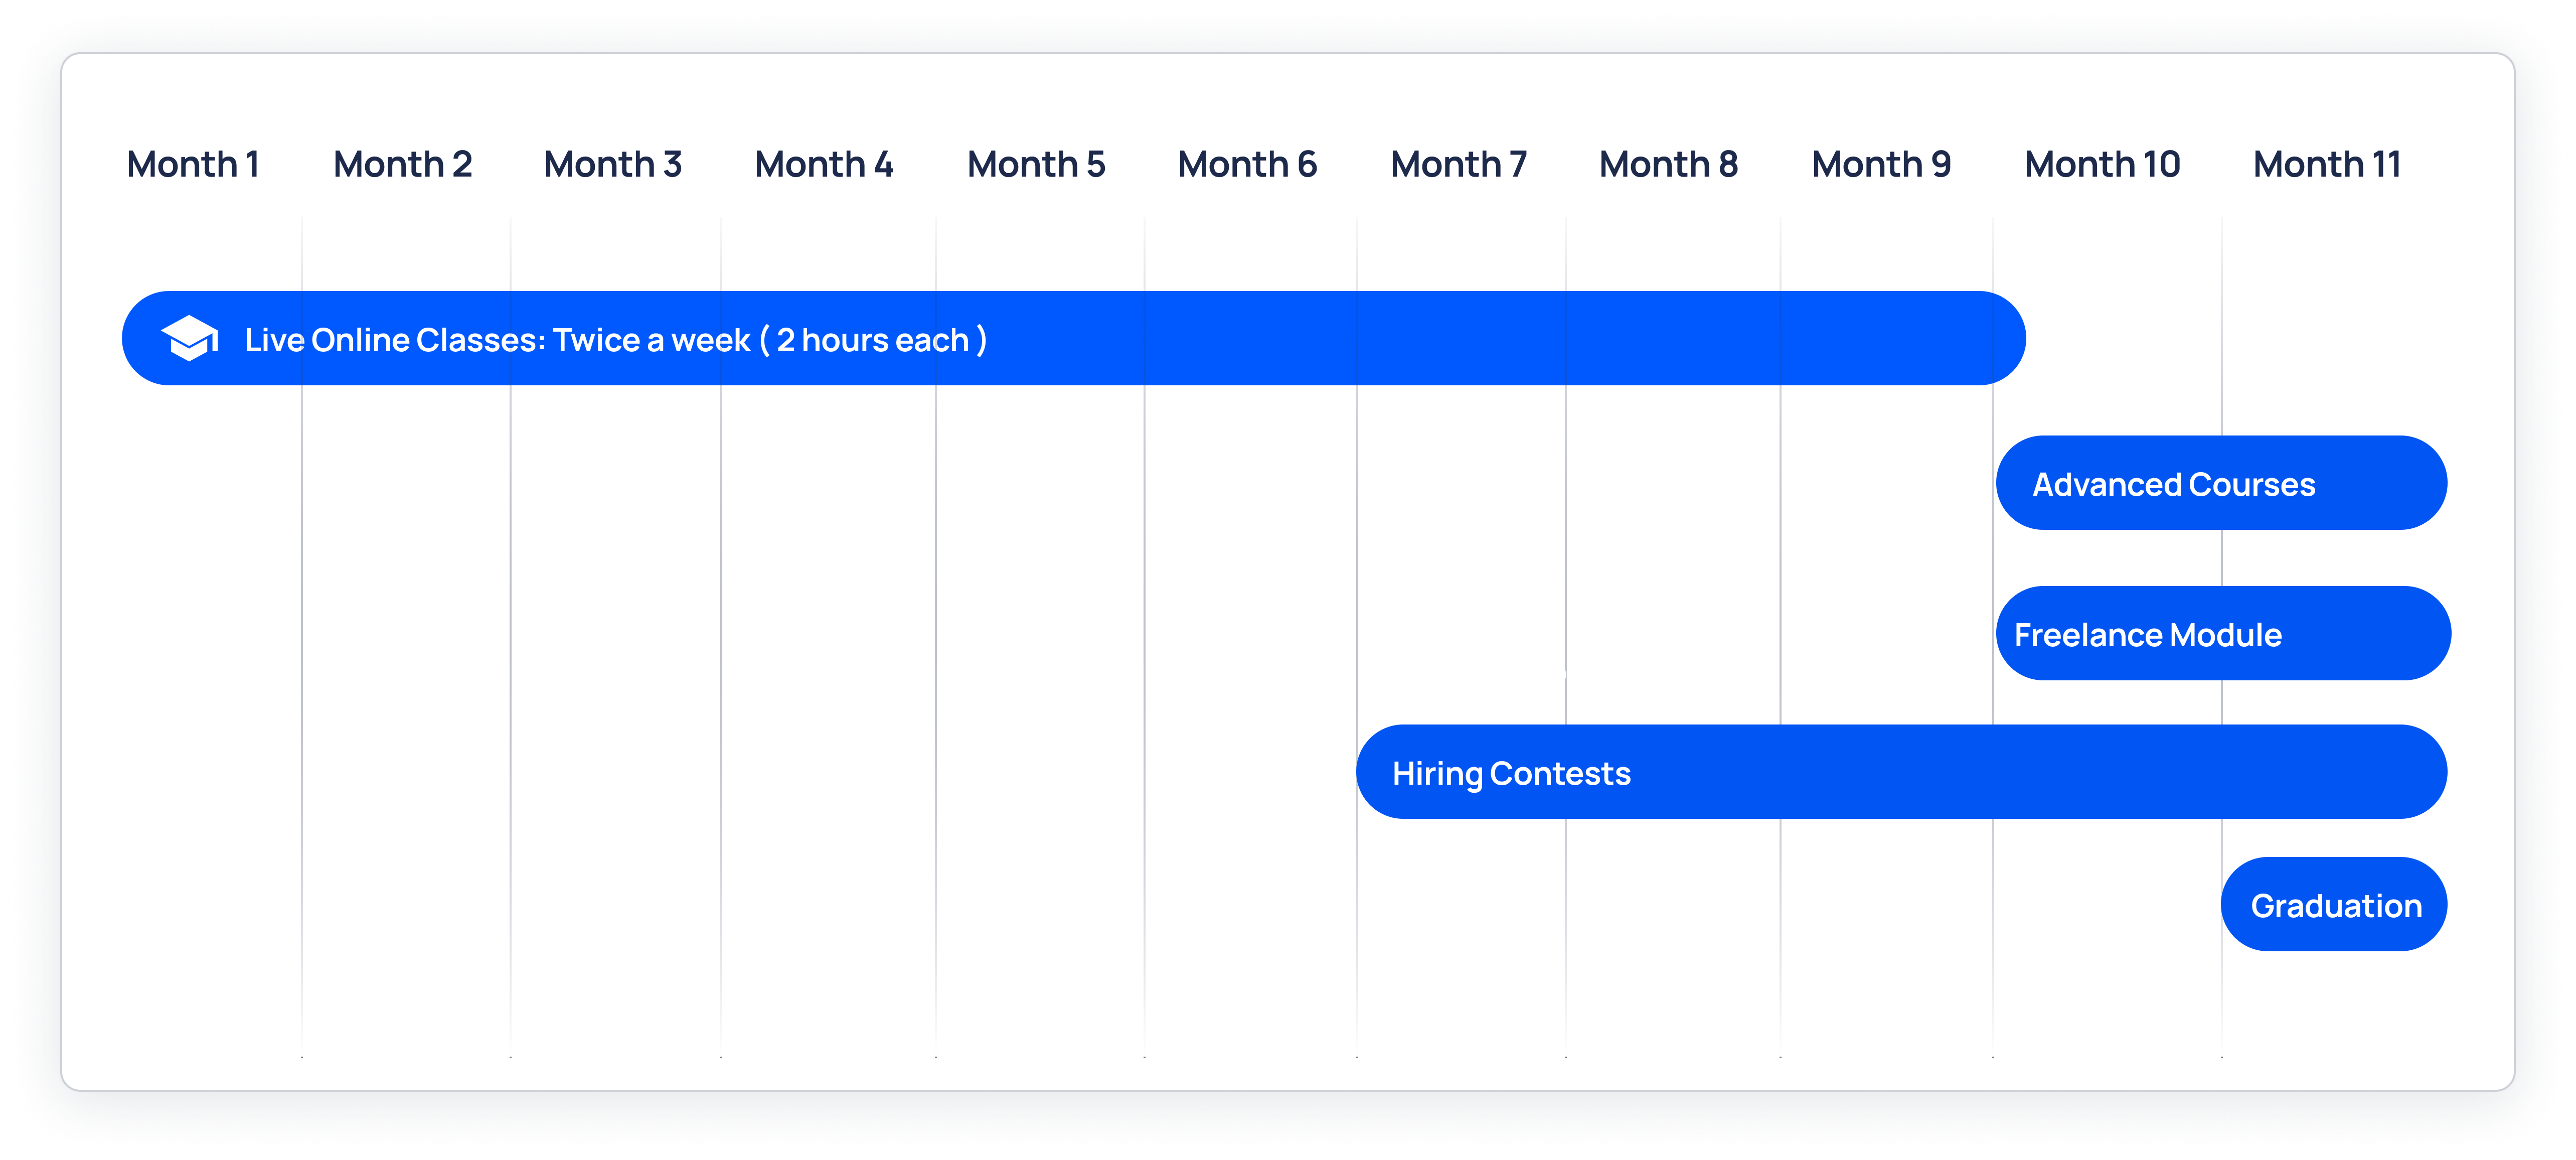 Month 1 Month 2 Month 3 Month 4 Month 5 Month 6 Month 7 Month 8 Month 9 Month 10 Month 11
Live Online Classes: Twice a week ( 2 hours each )
Advanced Courses
Freelance Module
Hiring Contests
Graduation